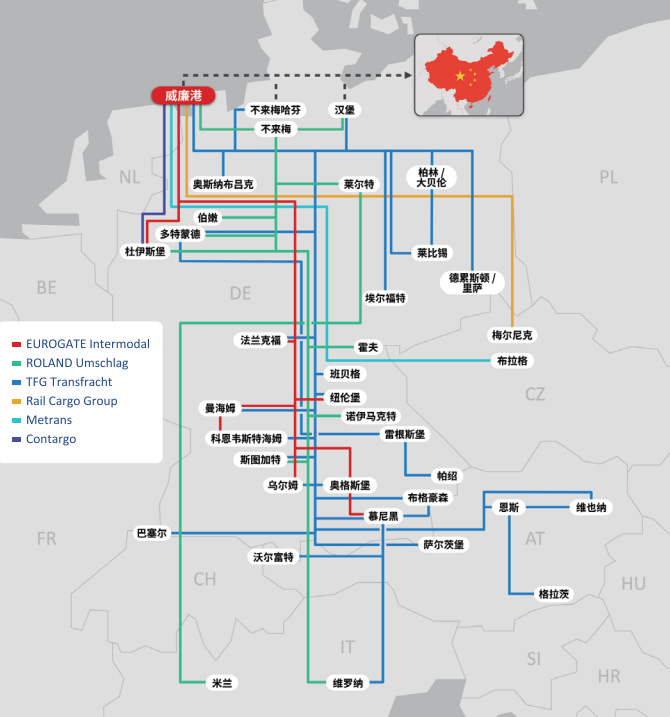 威廉港
不来梅哈芬
汉堡
不来梅
NL
奥斯纳布吕克
莱尔特
柏林 /
大贝伦
PL
伯嫩
多特蒙德
杜伊斯堡
莱比锡
德累斯顿 /
里萨
BE
DE
埃尔福特
梅尔尼克
法兰克福
霍夫
布拉格
EUROGATE Intermodal
ROLAND Umschlag
TFG Transfracht
Rail Cargo Group
Metrans
Contargo
班贝格
CZ
纽伦堡
曼海姆
诺伊马克特
科恩韦斯特海姆
雷根斯堡
斯图加特
帕绍
乌尔姆
奥格斯堡
布格豪森
恩斯
维也纳
慕尼黑
巴塞尔
FR
AT
萨尔茨堡
沃尔富特
CH
HU
格拉茨
IT
SI
HR
米兰
维罗纳